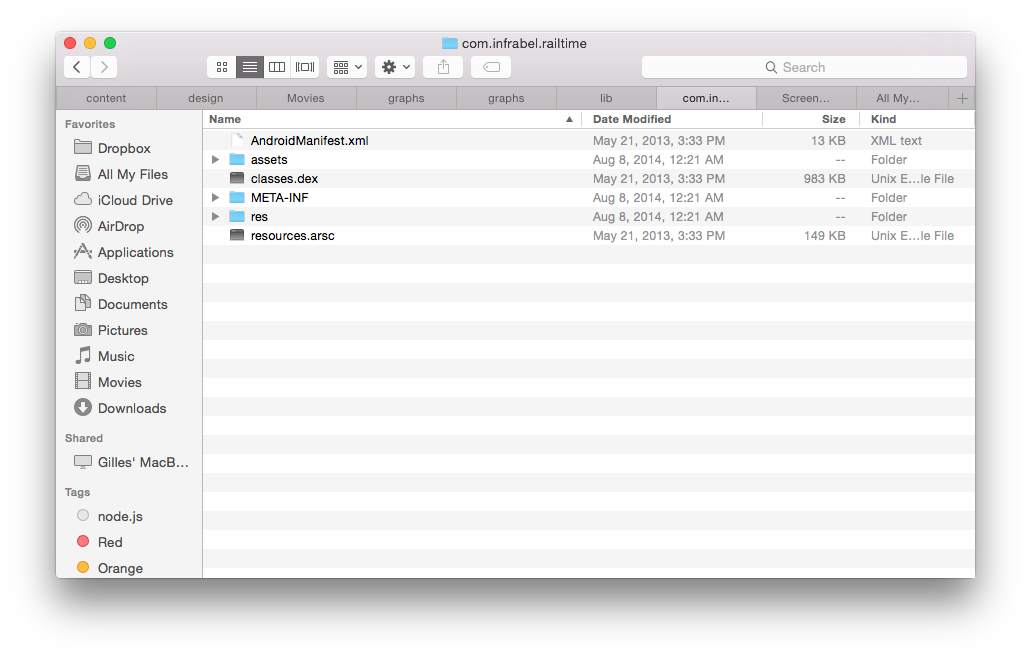 com.infrabel.railtime
Search
content design Movies graphs graphs lib com.in... Screen... All My...
Name Date Modified Size Kind
AndroidManifest.xml May 21, 2013, 3:33 PM 13 KB XML text
assets Aug 8, 2014, 12:21 AM -- Folder
classes.dex May 21, 2013, 3:33 PM 983 KB Unix E...le File
META-INF Aug 8, 2014, 12:21 AM -- Folder
res Aug 8, 2014, 12:21 AM -- Folder
resources.arsc May 21, 2013, 3:33 PM 149 KB Unix E...le File
Favorites
Dropbox
All My Files
iCloud Drive
AirDrop
Applications
Desktop
Documents
Pictures
Music
Movies
Downloads
Shared
Gilles' MacB...
Tags
node.js
Red
Orange